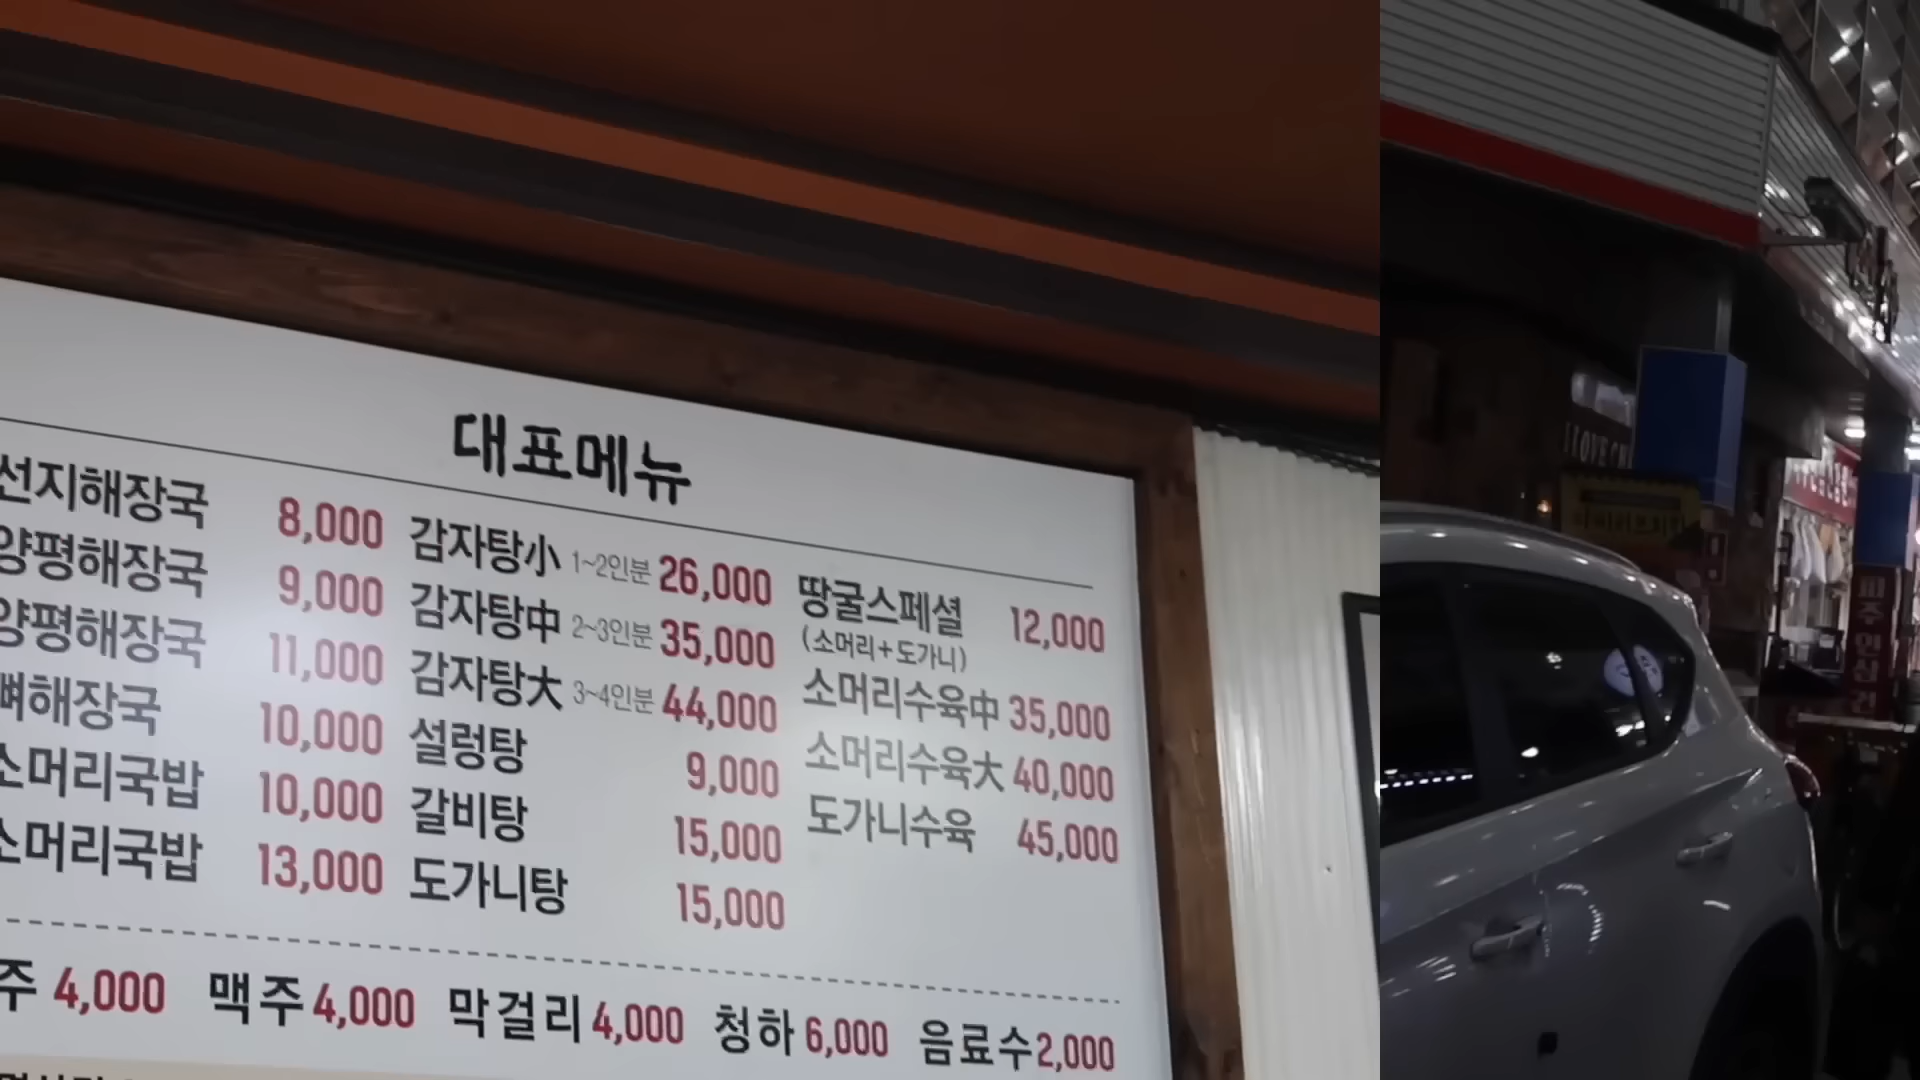 대표메뉴
선지해장국 8,000
양평해장국 9,000
양평해장국 11,000
뼈해장국 10,000
소머리국밥 10,000
소머리국밥 13,000
감자탕小 1~2인분 26,000
감자탕中 2~3인분 35,000
감자탕大 3~4인분 44,000
설렁탕 9,000
갈비탕 15,000
도가니탕 15,000
땅굴스페셜 12,000
(소머리+도가니)
소머리수육中 35,000
소머리수육大 40,000
도가니수육 45,000
주 4,000 맥주 4,000 막걸리 4,000 청하 6,000 음료수 2,000
I LOVE
파주인삼